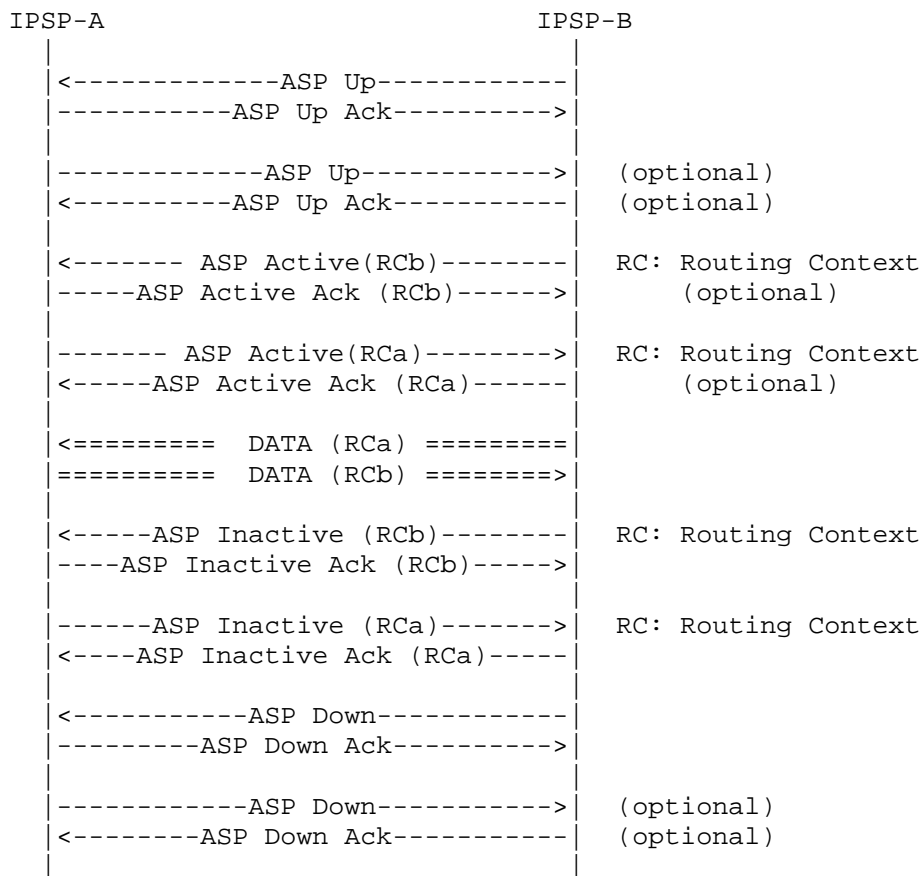 IPSP-A                              IPSP-B
  |                                   |
  |<-------------ASP Up------------|
  |-----------ASP Up Ack---------->|
  |                                   |
  |-------------ASP Up------------>|  (optional)
  |<----------ASP Up Ack-----------|  (optional)
  |                                   |
  |<------- ASP Active(RCb)--------|  RC: Routing Context
  |-----ASP Active Ack (RCb)------>|      (optional)
  |                                   |
  |------- ASP Active(RCa)-------->|  RC: Routing Context
  |<-----ASP Active Ack (RCa)------|      (optional)
  |                                   |
  |<=========  DATA (RCa) =========|
  |==========  DATA (RCb) ========>|
  |                                   |
  |<-----ASP Inactive (RCb)--------|  RC: Routing Context
  |----ASP Inactive Ack (RCb)----->|
  |                                   |
  |------ASP Inactive (RCa)------->|  RC: Routing Context
  |<----ASP Inactive Ack (RCa)-----|
  |                                   |
  |<-----------ASP Down------------|
  |---------ASP Down Ack---------->|
  |                                   |
  |------------ASP Down----------->|  (optional)
  |<--------ASP Down Ack-----------|  (optional)
  |                                   |